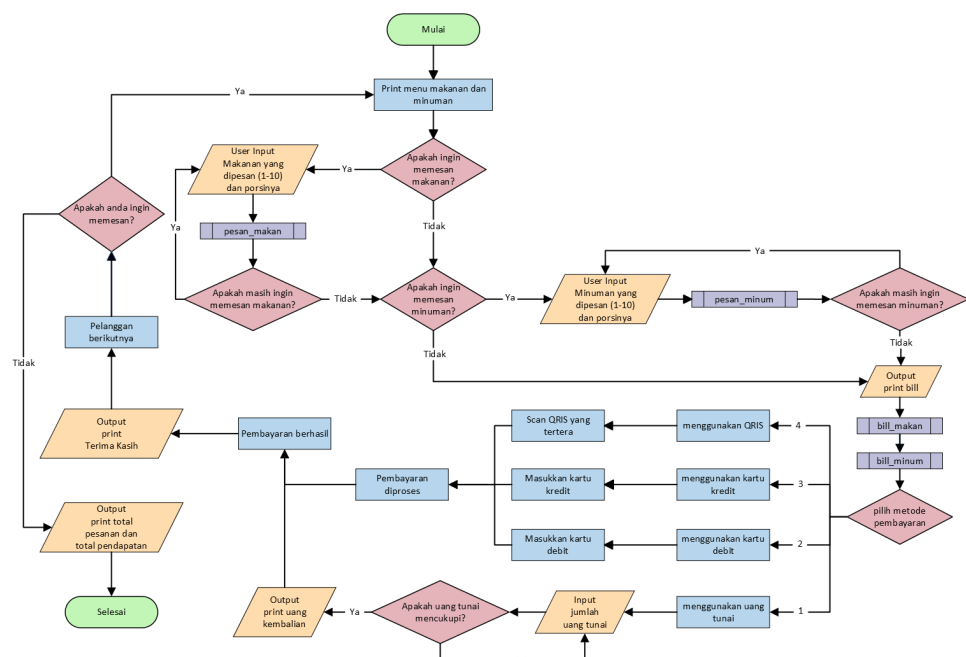 Mulai
Print menu makanan dan
minuman
Ya
Apakah ingin
memesan
makanan?
Ya
User Input
Makanan yang
dipesan (1-10)
dan porsinya
pesan_makan
Ya
Apakah masih ingin
memesan makanan?
Tidak
Tidak
Apakah ingin
memesan
minuman?
Ya
User Input
Minuman yang
dipesan (1-10)
dan porsinya
pesan_minum
Ya
Apakah masih ingin
memesan minuman?
Tidak
Tidak
Output
print bill
bill_makan
bill_minum
pilih metode
pembayaran
4
menggunakan QRIS
Scan QRIS yang
tertera
3
menggunakan kartu
kredit
Masukkan kartu
kredit
2
menggunakan kartu
debit
Masukkan kartu
debit
Pembayaran
diproses
1
menggunakan uang
tunai
Input
jumlah
uang tunai
Apakah uang tunai
mencukupi?
Ya
Output
print uang
kembalian
Pembayaran berhasil
Output
print
Terima Kasih
Pelanggan
berikutnya
Apakah anda ingin
memesan?
Tidak
Output
print total
pesanan dan
total pendapatan
Selesai